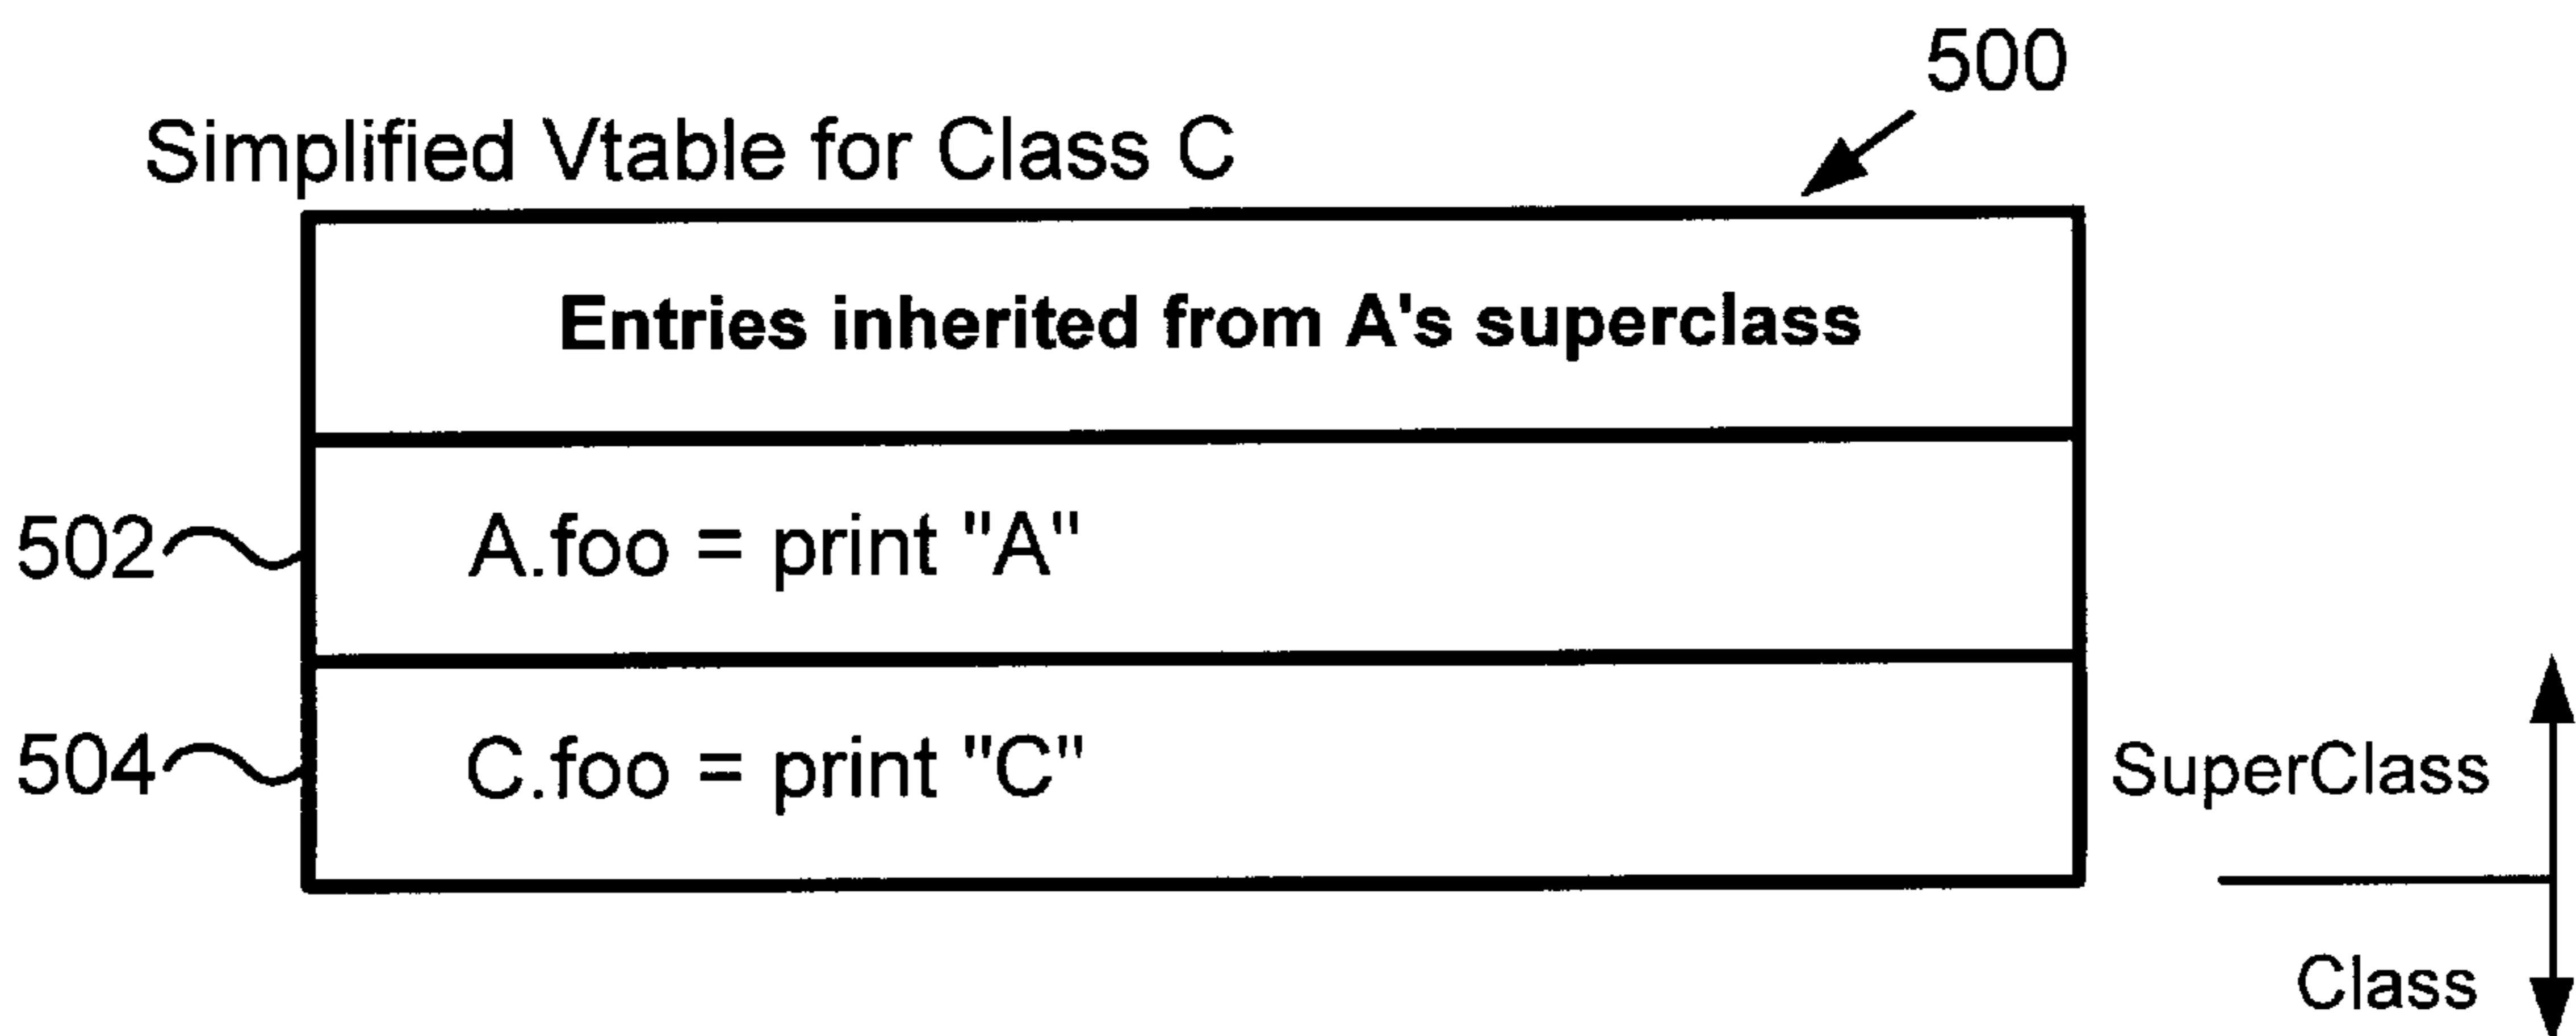 500
Simplified Vtable for Class C
Entries inherited from A's superclass
502
A.foo = print "A"
504
C.foo = print "C"
SuperClass
Class